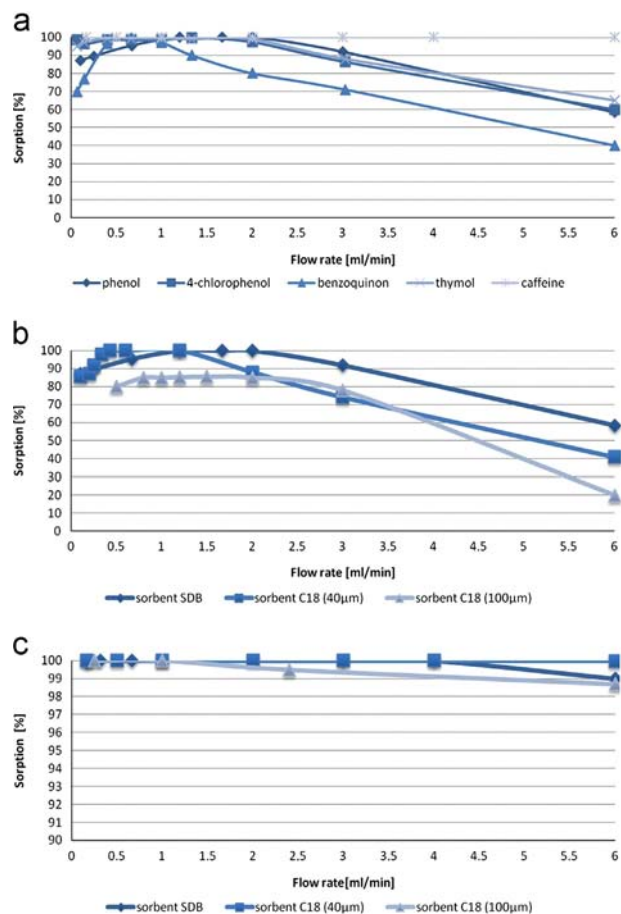 a
100
90
80
70
60
50
40
30
20
10
0
Sorption [%]
0 0.5 1 1.5 2 2.5 3 3.5 4 4.5 5 5.5 6
Flow rate [ml/min]
phenol 4-chlorophenol benzoquinon thymol caffeine
b
100
90
80
70
60
50
40
30
20
10
0
Sorption [%]
0 0.5 1 1.5 2 2.5 3 3.5 4 4.5 5 5.5 6
Flow rate [ml/min]
sorbent SDB sorbent C18 (40µm) sorbent C18 (100µm)
c
100
99
98
97
96
95
94
93
92
91
90
Sorption [%]
0 0.5 1 1.5 2 2.5 3 3.5 4 4.5 5 5.5 6
Flow rate[ml/min]
sorbent SDB sorbent C18 (40µm) sorbent C18 (100µm)